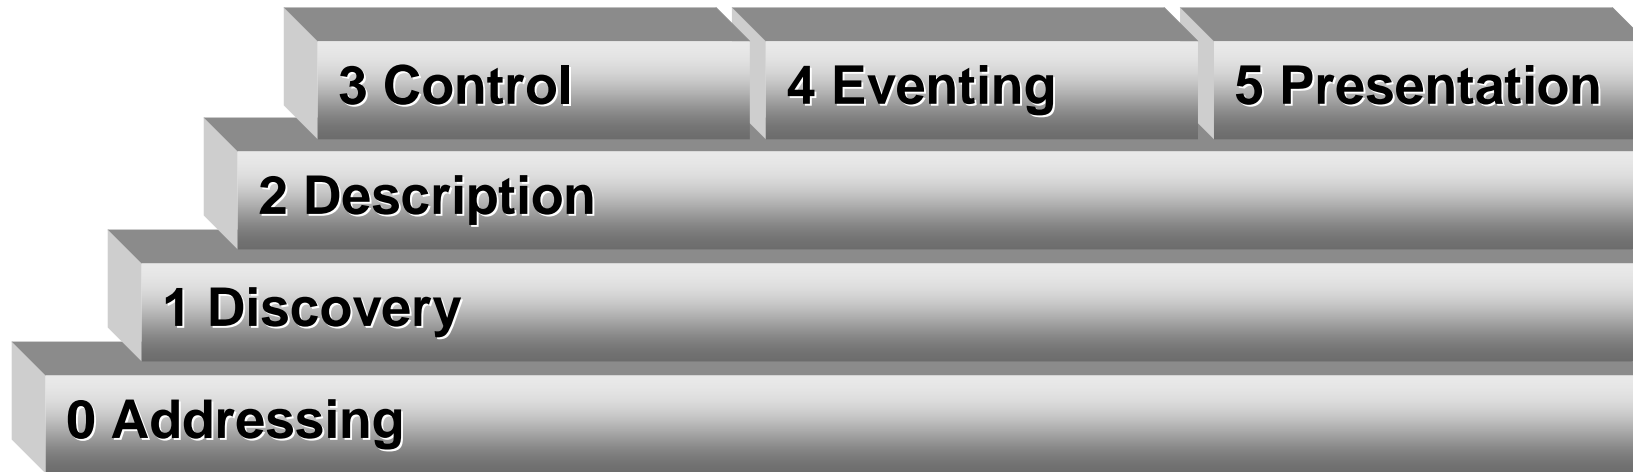 3 Control
4 Eventing
5 Presentation
2 Description
1 Discovery
0 Addressing